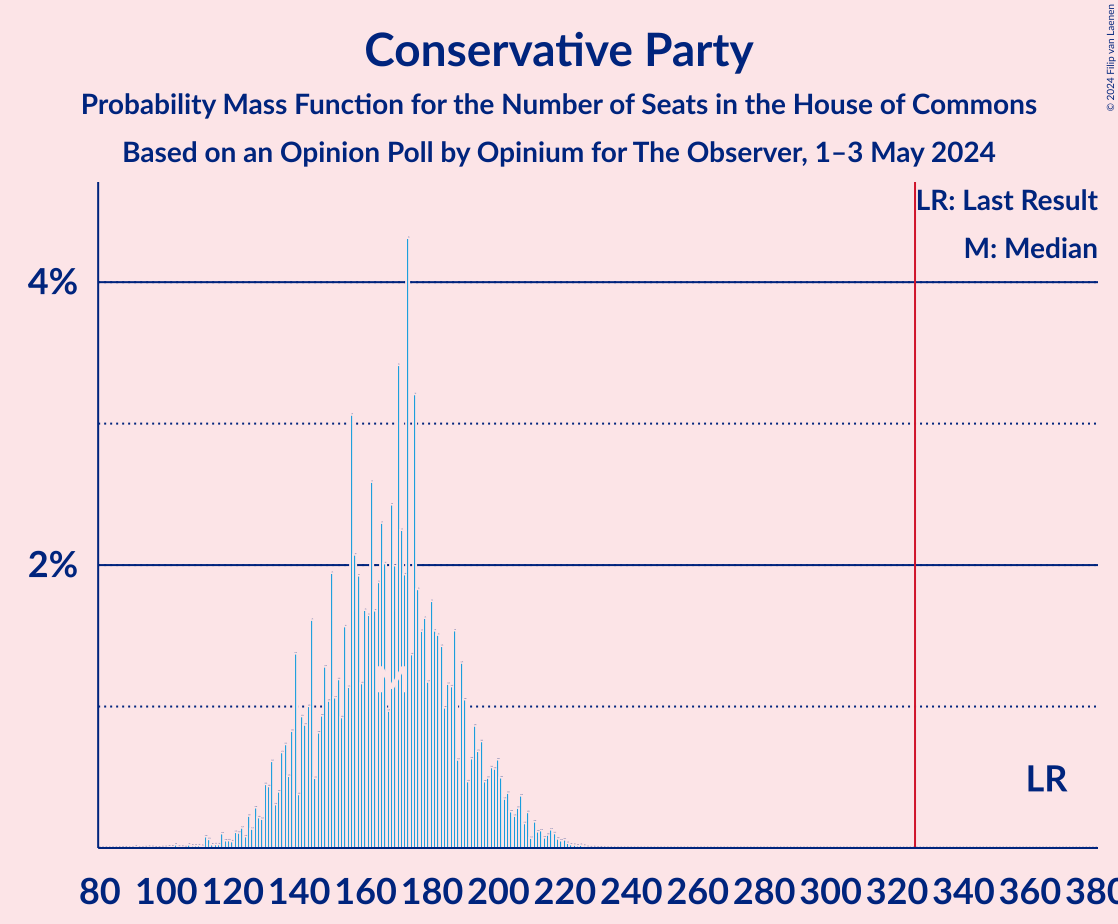 Conservative Party
Probability Mass Function for the Number of Seats in the House of Commons
Based on an Opinion Poll by Opinium for The Observer, 1–3 May 2024
© 2024 Filip van Laenen
LR: Last Result
M: Median
4%
2%
LR
80 100 120 140 160 180 200 220 240 260 280 300 320 340 360 380